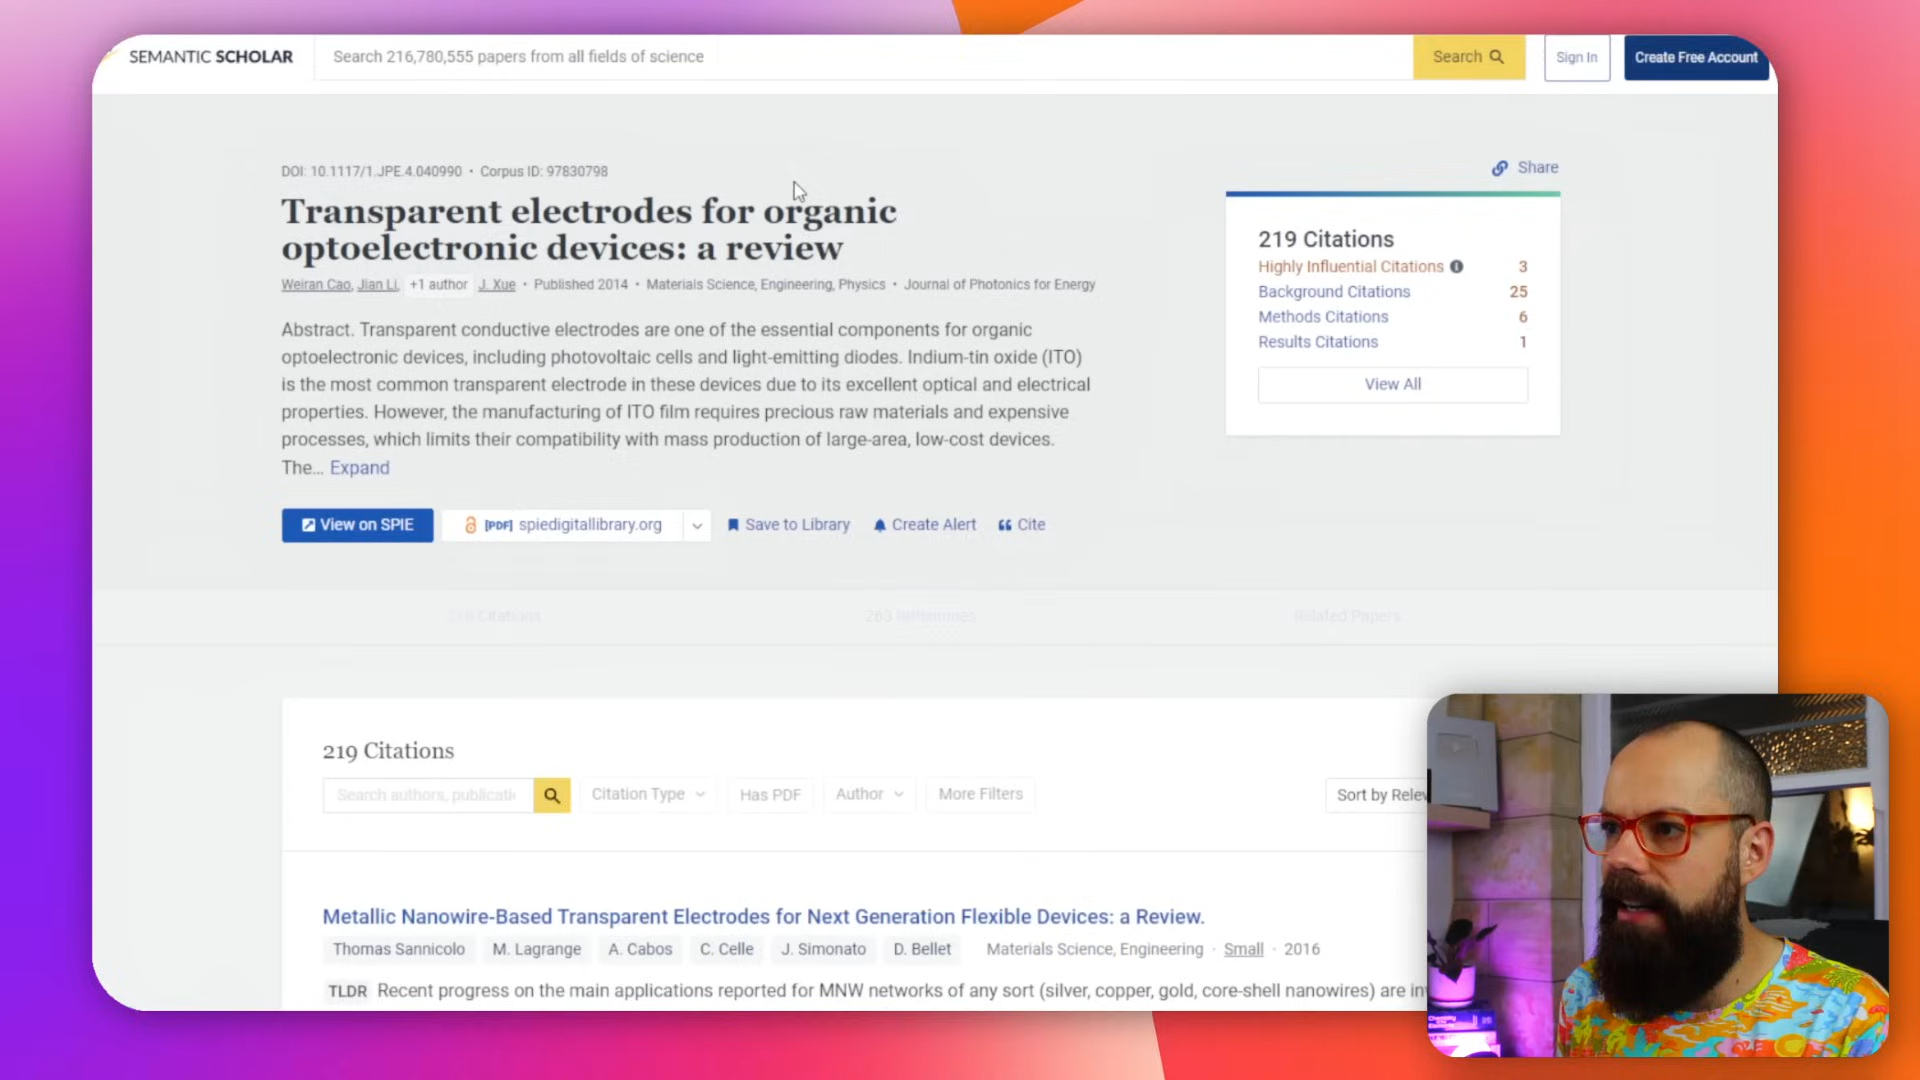 SEMANTIC SCHOLAR
Search 216,780,555 papers from all fields of science
Search
Sign In
Create Free Account
DOI: 10.1117/1.JPE.4.040990 • Corpus ID: 97830798
Share
Transparent electrodes for organic
optoelectronic devices: a review
Weiran Cao, Jian Li, +1 author J. Xue • Published 2014 • Materials Science, Engineering, Physics • Journal of Photonics for Energy
Abstract. Transparent conductive electrodes are one of the essential components for organic
optoelectronic devices, including photovoltaic cells and light-emitting diodes. Indium-tin oxide (ITO)
is the most common transparent electrode in these devices due to its excellent optical and electrical
properties. However, the manufacturing of ITO film requires precious raw materials and expensive
processes, which limits their compatibility with mass production of large-area, low-cost devices.
The... Expand
219 Citations
Highly Influential Citations 3
Background Citations 25
Methods Citations 6
Results Citations 1
View All
View on SPIE
[PDF] spiedigitallibrary.org
Save to Library
Create Alert
Cite
Citations
263
Related Papers
219 Citations
Search authors, publicati
Citation Type
Has PDF
Author
More Filters
Sort by Relev
Metallic Nanowire-Based Transparent Electrodes for Next Generation Flexible Devices: a Review.
Thomas Sannicolo M. Lagrange A. Cabos C. Celle J. Simonato D. Bellet Materials Science, Engineering · Small · 2016
TLDR Recent progress on the main applications reported for MNW networks of any sort (silver, copper, gold, core-shell nanowires) are in